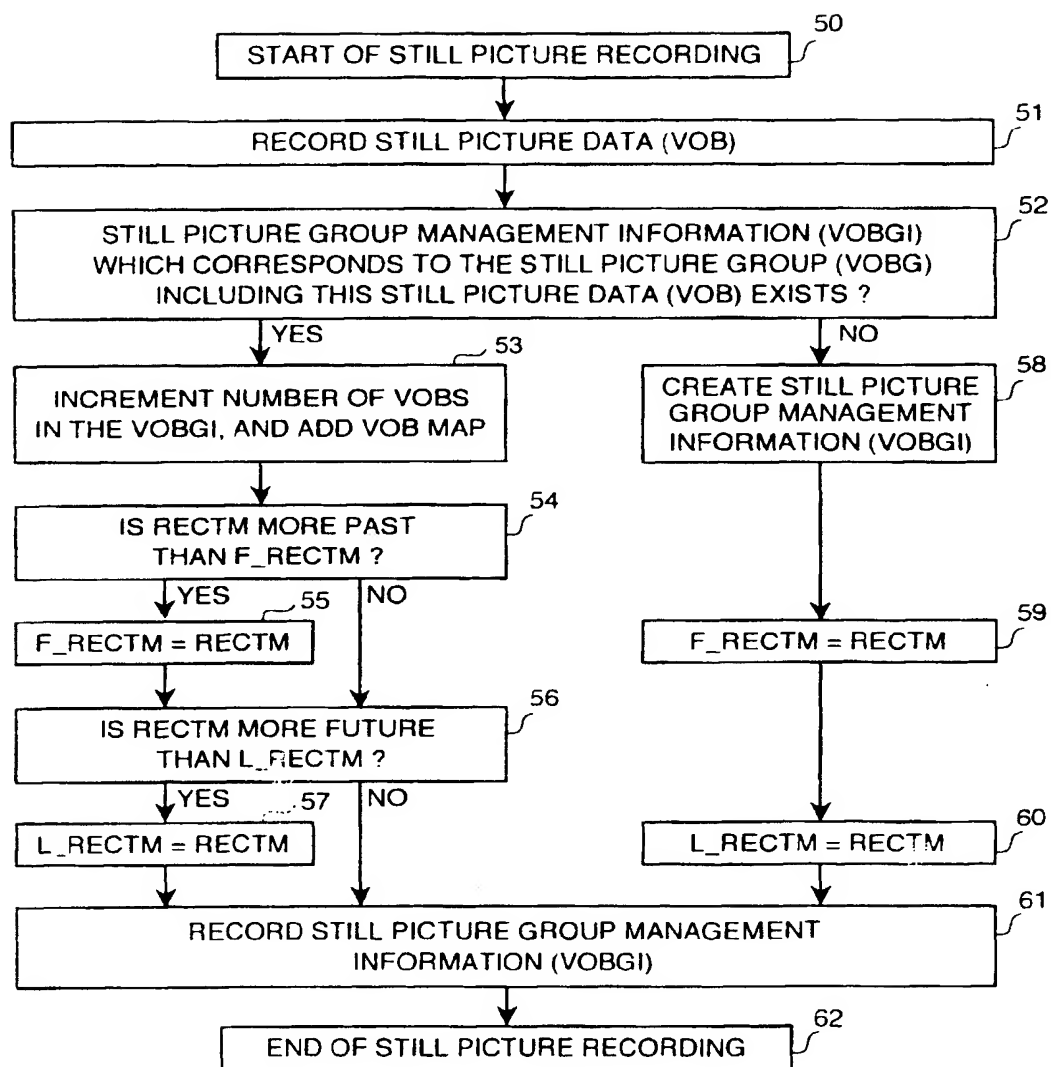 50
START OF STILL PICTURE RECORDING
51
RECORD STILL PICTURE DATA (VOB)
52
STILL PICTURE GROUP MANAGEMENT INFORMATION (VOBGI)
WHICH CORRESPONDS TO THE STILL PICTURE GROUP (VOBG)
INCLUDING THIS STILL PICTURE DATA (VOB) EXISTS ?
YES
NO
53
INCREMENT NUMBER OF VOBS
IN THE VOBGI, AND ADD VOB MAP
58
CREATE STILL PICTURE
GROUP MANAGEMENT
INFORMATION (VOBGI)
54
IS RECTM MORE PAST
THAN F_RECTM ?
YES
NO
55
F_RECTM = RECTM
59
F_RECTM = RECTM
56
IS RECTM MORE FUTURE
THAN L_RECTM ?
YES
NO
57
L_RECTM = RECTM
60
L_RECTM = RECTM
61
RECORD STILL PICTURE GROUP MANAGEMENT
INFORMATION (VOBGI)
62
END OF STILL PICTURE RECORDING